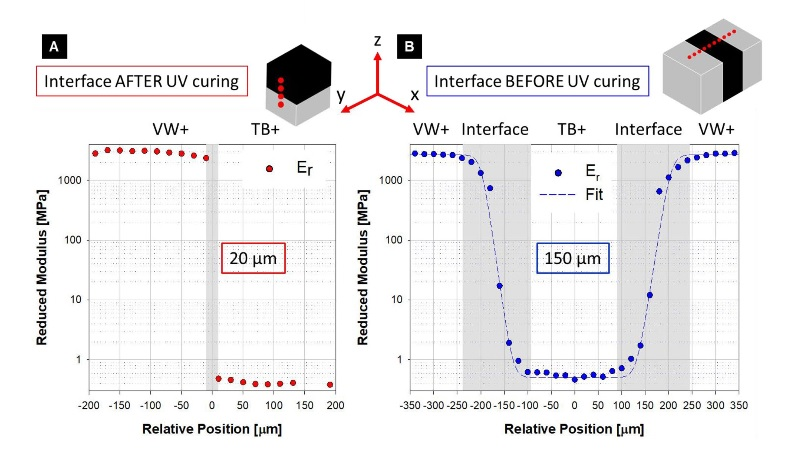 A
B
Interface AFTER UV curing
Interface BEFORE UV curing
z
y
x
VW+ TB+
Er
20 µm
1000
100
10
1
Reduced Modulus [MPa]
-200 -150 -100 -50 0 50 100 150 200
Relative Position [µm]
VW+ Interface TB+ Interface VW+
Er
Fit
150 µm
1000
100
10
1
Reduced Modulus [MPa]
-350 -300 -250 -200 -150 -100 -50 0 50 100 150 200 250 300 350
Relative Position [µm]